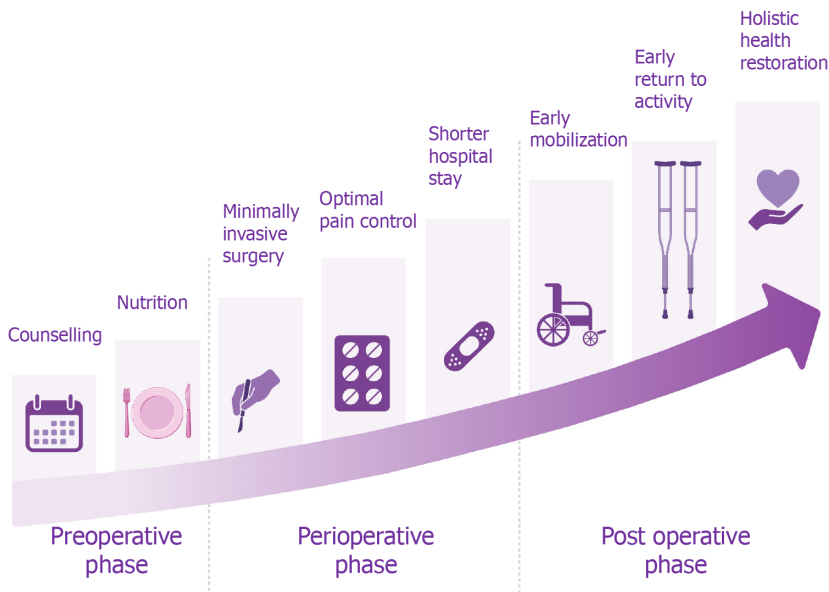 Counselling
Nutrition
Minimally
invasive
surgery
Optimal
pain control
Shorter
hospital
stay
Early
mobilization
Early
return to
activity
Holistic
health
restoration
Preoperative
phase
Perioperative
phase
Post operative
phase